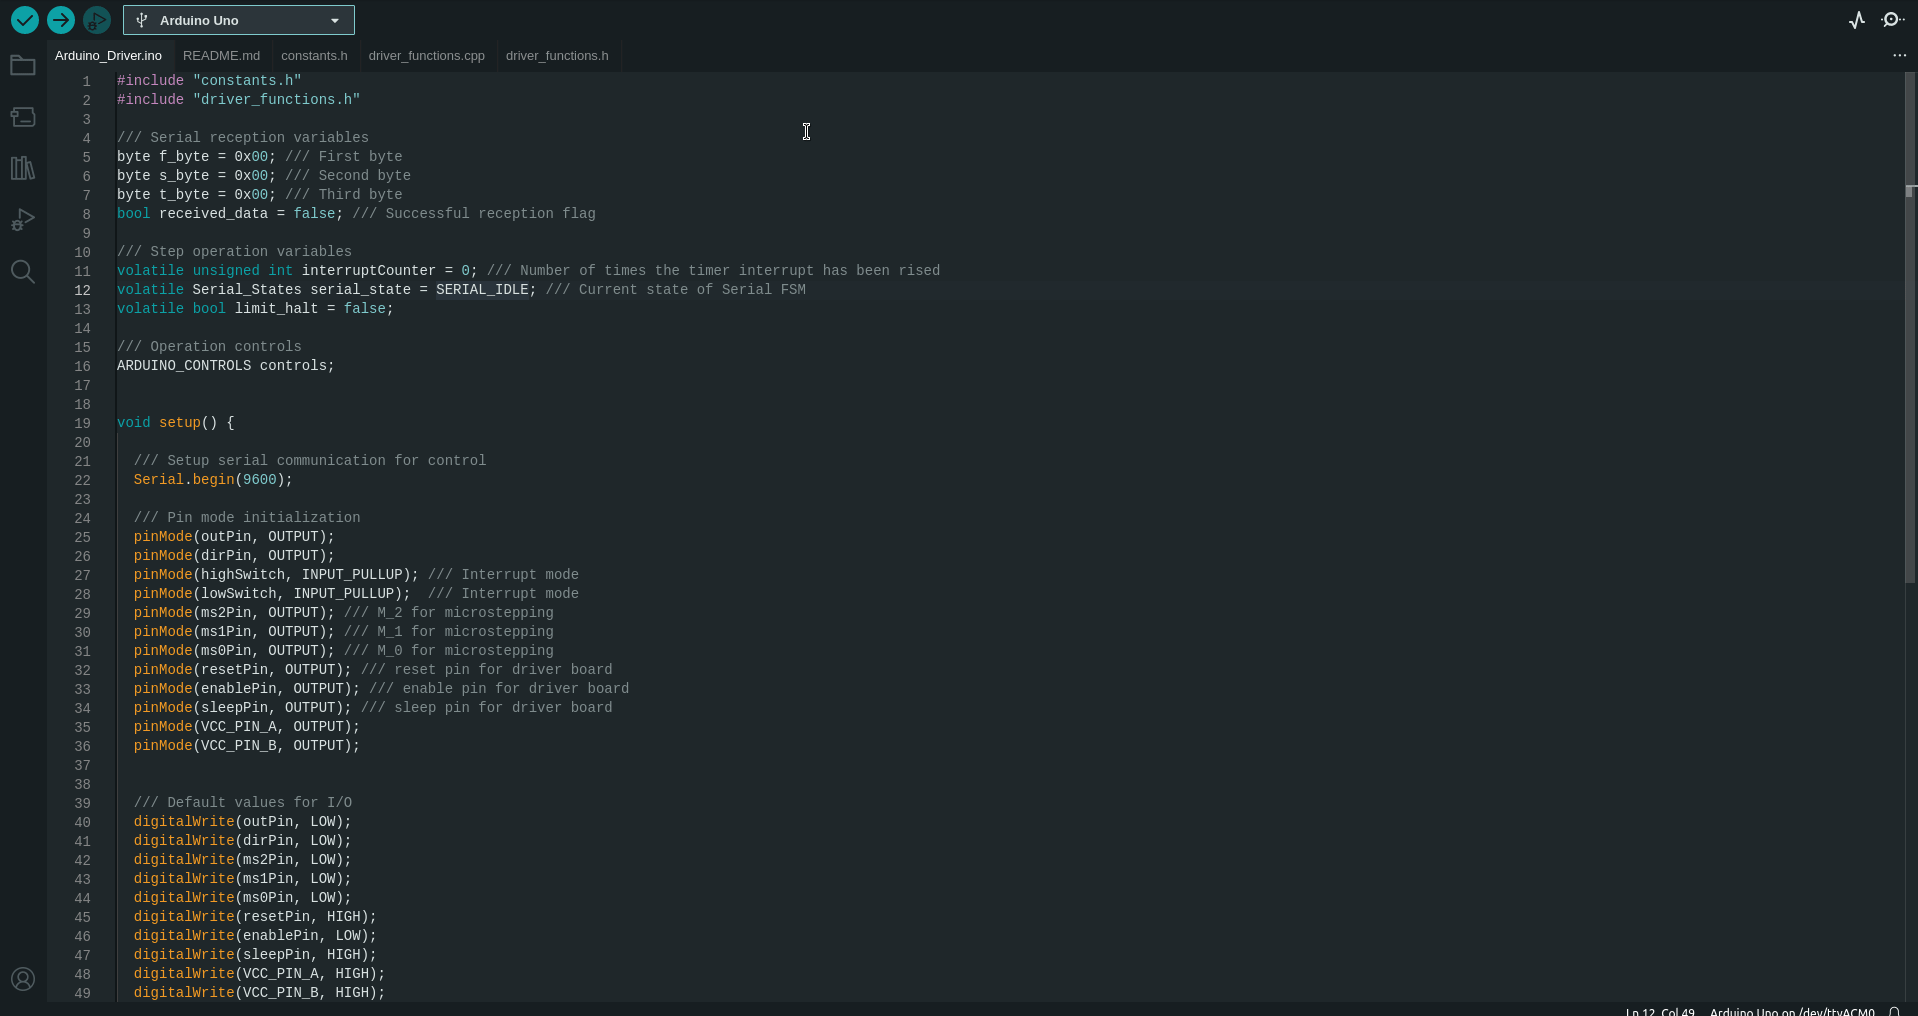 Arduino Uno
Arduino_Driver.ino README.md constants.h driver_functions.cpp driver_functions.h ...
1 #include "constants.h"
2 #include "driver_functions.h"
3
4 /// Serial reception variables
5 byte f_byte = 0x00; /// First byte
6 byte s_byte = 0x00; /// Second byte
7 byte t_byte = 0x00; /// Third byte
8 bool received_data = false; /// Successful reception flag
9
10 /// Step operation variables
11 volatile unsigned int interruptCounter = 0; /// Number of times the timer interrupt has been rised
12 volatile Serial_States serial_state = SERIAL_IDLE; /// Current state of Serial FSM
13 volatile bool limit_halt = false;
14
15 /// Operation controls
16 ARDUINO_CONTROLS controls;
17
18
19 void setup() {
20
21 /// Setup serial communication for control
22 Serial.begin(9600);
23
24 /// Pin mode initialization
25 pinMode(outPin, OUTPUT);
26 pinMode(dirPin, OUTPUT);
27 pinMode(highSwitch, INPUT_PULLUP); /// Interrupt mode
28 pinMode(lowSwitch, INPUT_PULLUP);  /// Interrupt mode
29 pinMode(ms2Pin, OUTPUT); /// M_2 for microstepping
30 pinMode(ms1Pin, OUTPUT); /// M_1 for microstepping
31 pinMode(ms0Pin, OUTPUT); /// M_0 for microstepping
32 pinMode(resetPin, OUTPUT); /// reset pin for driver board
33 pinMode(enablePin, OUTPUT); /// enable pin for driver board
34 pinMode(sleepPin, OUTPUT); /// sleep pin for driver board
35 pinMode(VCC_PIN_A, OUTPUT);
36 pinMode(VCC_PIN_B, OUTPUT);
37
38
39 /// Default values for I/O
40 digitalWrite(outPin, LOW);
41 digitalWrite(dirPin, LOW);
42 digitalWrite(ms2Pin, LOW);
43 digitalWrite(ms1Pin, LOW);
44 digitalWrite(ms0Pin, LOW);
45 digitalWrite(resetPin, HIGH);
46 digitalWrite(enablePin, LOW);
47 digitalWrite(sleepPin, HIGH);
48 digitalWrite(VCC_PIN_A, HIGH);
49 digitalWrite(VCC_PIN_B, HIGH);
Ln 12, Col 49 Arduino Uno on /dev/ttyACM0